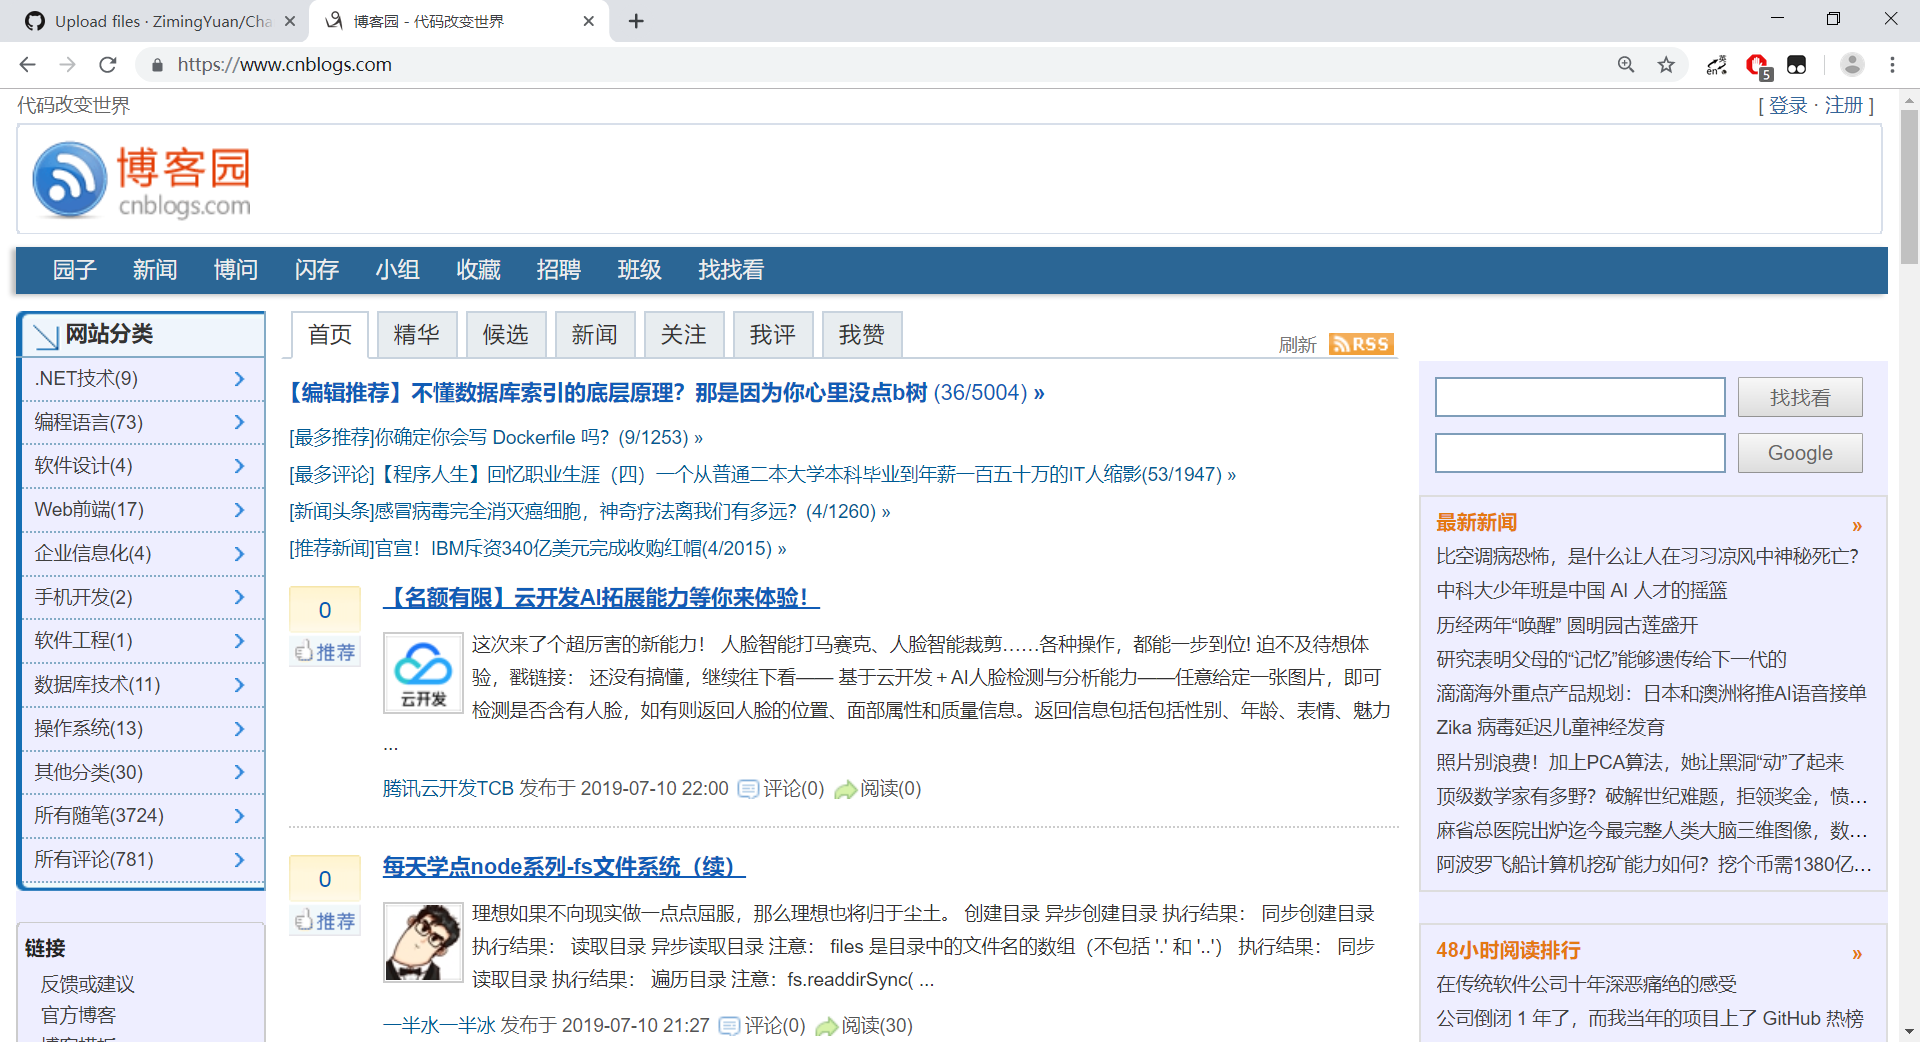 Upload files · ZimingYuan/Cha
博客园 - 代码改变世界
https://www.cnblogs.com
英
en
5
代码改变世界
[ 登录 · 注册 ]
博客园
cnblogs.com
园子 新闻 博问 闪存 小组 收藏 招聘 班级 找找看
网站分类
.NET技术(9)
编程语言(73)
软件设计(4)
Web前端(17)
企业信息化(4)
手机开发(2)
软件工程(1)
数据库技术(11)
操作系统(13)
其他分类(30)
所有随笔(3724)
所有评论(781)
链接
反馈或建议
官方博客
首页 精华 候选 新闻 关注 我评 我赞
刷新 RSS
【编辑推荐】不懂数据库索引的底层原理？那是因为你心里没点b树 (36/5004) »
[最多推荐]你确定你会写 Dockerfile 吗？(9/1253) »
[最多评论]【程序人生】回忆职业生涯（四）一个从普通二本大学本科毕业到年薪一百五十万的IT人缩影(53/1947) »
[新闻头条]感冒病毒完全消灭癌细胞，神奇疗法离我们有多远？(4/1260) »
[推荐新闻]官宣！IBM斥资340亿美元完成收购红帽(4/2015) »
0
推荐
【名额有限】云开发AI拓展能力等你来体验！
云开发
这次来了个超厉害的新能力！ 人脸智能打马赛克、人脸智能裁剪……各种操作，都能一步到位! 迫不及待想体
验，戳链接： 还没有搞懂，继续往下看—— 基于云开发＋AI人脸检测与分析能力——任意给定一张图片，即可
检测是否含有人脸，如有则返回人脸的位置、面部属性和质量信息。返回信息包括包括性别、年龄、表情、魅力
...
腾讯云开发TCB 发布于 2019-07-10 22:00 评论(0) 阅读(0)
0
推荐
每天学点node系列-fs文件系统（续）
理想如果不向现实做一点点屈服，那么理想也将归于尘土。 创建目录 异步创建目录 执行结果： 同步创建目录
执行结果： 读取目录 异步读取目录 注意： files 是目录中的文件名的数组（不包括 '.' 和 '..'） 执行结果： 同步
读取目录 执行结果： 遍历目录 注意：fs.readdirSync( ...
一半水一半冰 发布于 2019-07-10 21:27 评论(0) 阅读(30)
找找看
Google
最新新闻 »
比空调病恐怖，是什么让人在习习凉风中神秘死亡?
中科大少年班是中国 AI 人才的摇篮
历经两年“唤醒” 圆明园古莲盛开
研究表明父母的“记忆”能够遗传给下一代的
滴滴海外重点产品规划：日本和澳洲将推AI语音接单
Zika 病毒延迟儿童神经发育
照片别浪费！加上PCA算法，她让黑洞“动”了起来
顶级数学家有多野？破解世纪难题，拒领奖金，愤…
麻省总医院出炉迄今最完整人类大脑三维图像，数…
阿波罗飞船计算机挖矿能力如何？挖个币需1380亿…
48小时阅读排行 »
在传统软件公司十年深恶痛绝的感受
公司倒闭 1 年了，而我当年的项目上了 GitHub 热榜